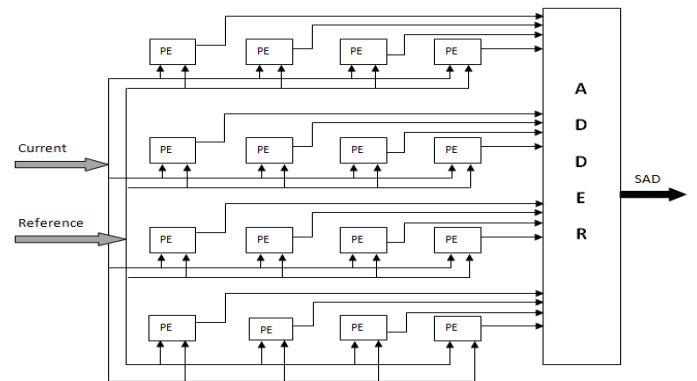 PE PE PE PE
A
D
D
E
R
Current
PE PE PE PE
SAD
Reference
PE PE PE PE
PE PE PE PE